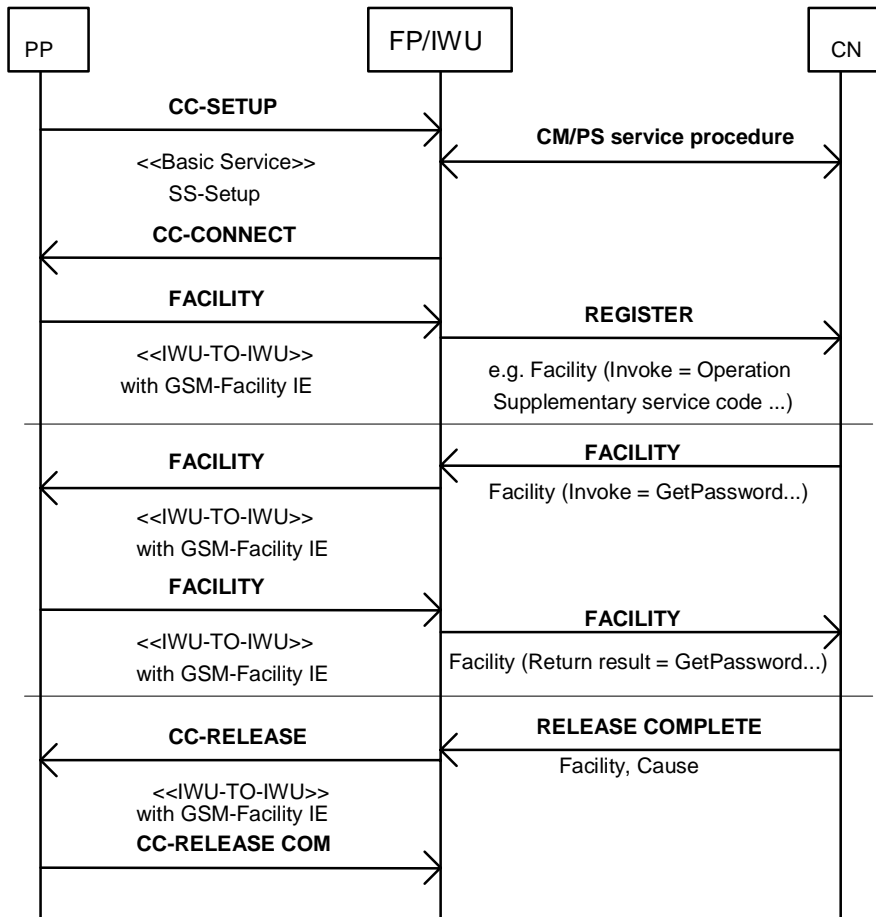 PP
FP/IWU
CN
CC-SETUP
CM/PS service procedure
<<Basic Service>>
SS-Setup
CC-CONNECT
FACILITY
REGISTER
<<IWU-TO-IWU>>
with GSM-Facility IE
e.g. Facility (Invoke = Operation
Supplementary service code ...)
FACILITY
FACILITY
Facility (Invoke = GetPassword...)
<<IWU-TO-IWU>>
with GSM-Facility IE
FACILITY
FACILITY
<<IWU-TO-IWU>>
with GSM-Facility IE
Facility (Return result = GetPassword...)
RELEASE COMPLETE
CC-RELEASE
Facility, Cause
<<IWU-TO-IWU>>
with GSM-Facility IE
CC-RELEASE COM